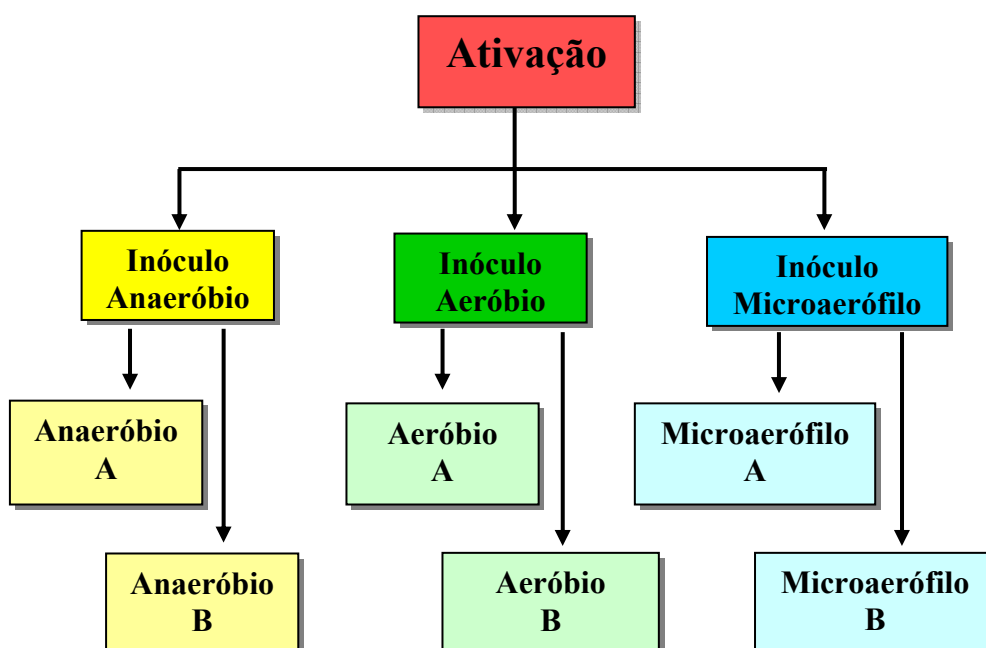 Ativação
Inóculo
Anaeróbio
Inóculo
Aeróbio
Inóculo
Microaerófilo
Anaeróbio
A
Aeróbio
A
Microaerófilo
A
Anaeróbio
B
Aeróbio
B
Microaerófilo
B